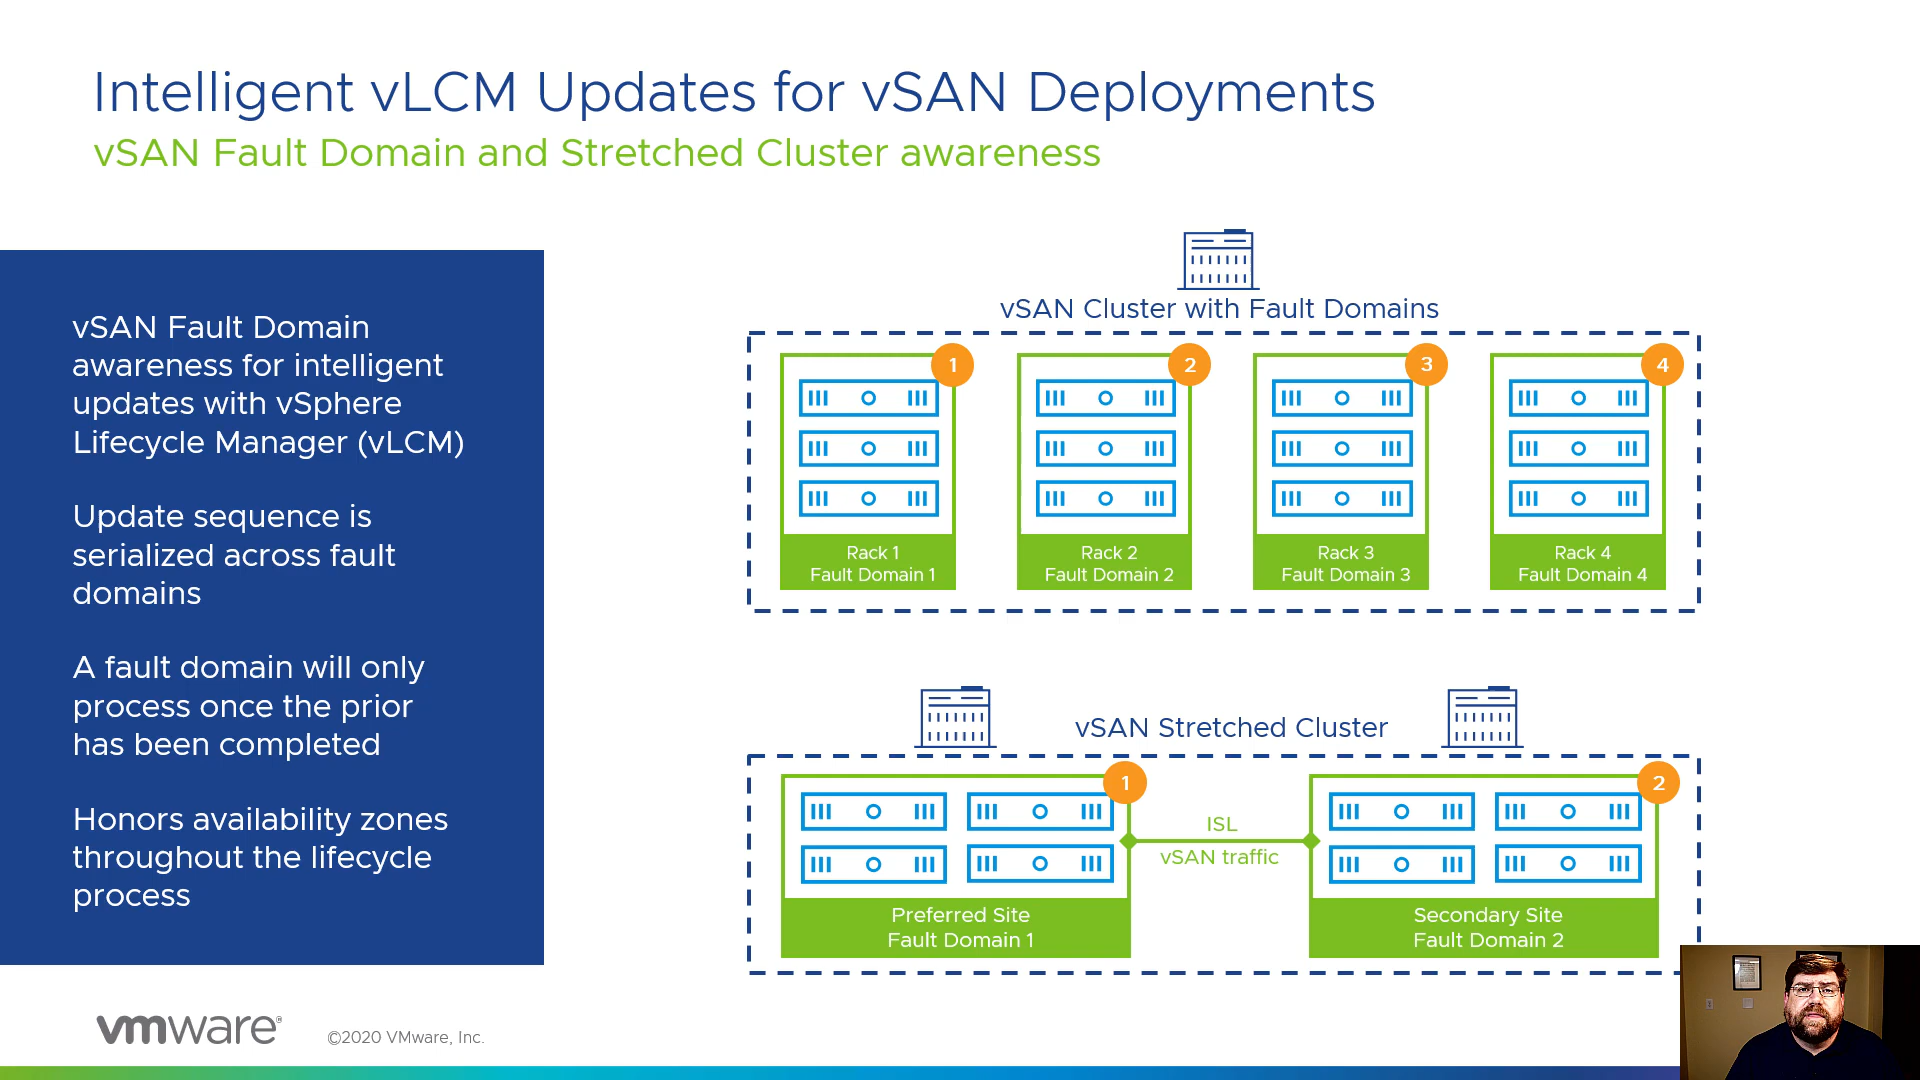 Intelligent vLCM Updates for vSAN Deployments
vSAN Fault Domain and Stretched Cluster awareness
vSAN Fault Domain
awareness for intelligent
updates with vSphere
Lifecycle Manager (vLCM)
Update sequence is
serialized across fault
domains
A fault domain will only
process once the prior
has been completed
Honors availability zones
throughout the lifecycle
process
vSAN Cluster with Fault Domains
1
2
3
4
Rack 1
Fault Domain 1
Rack 2
Fault Domain 2
Rack 3
Fault Domain 3
Rack 4
Fault Domain 4
vSAN Stretched Cluster
1
2
ISL
vSAN traffic
Preferred Site
Fault Domain 1
Secondary Site
Fault Domain 2
vmware®
©2020 VMware, Inc.